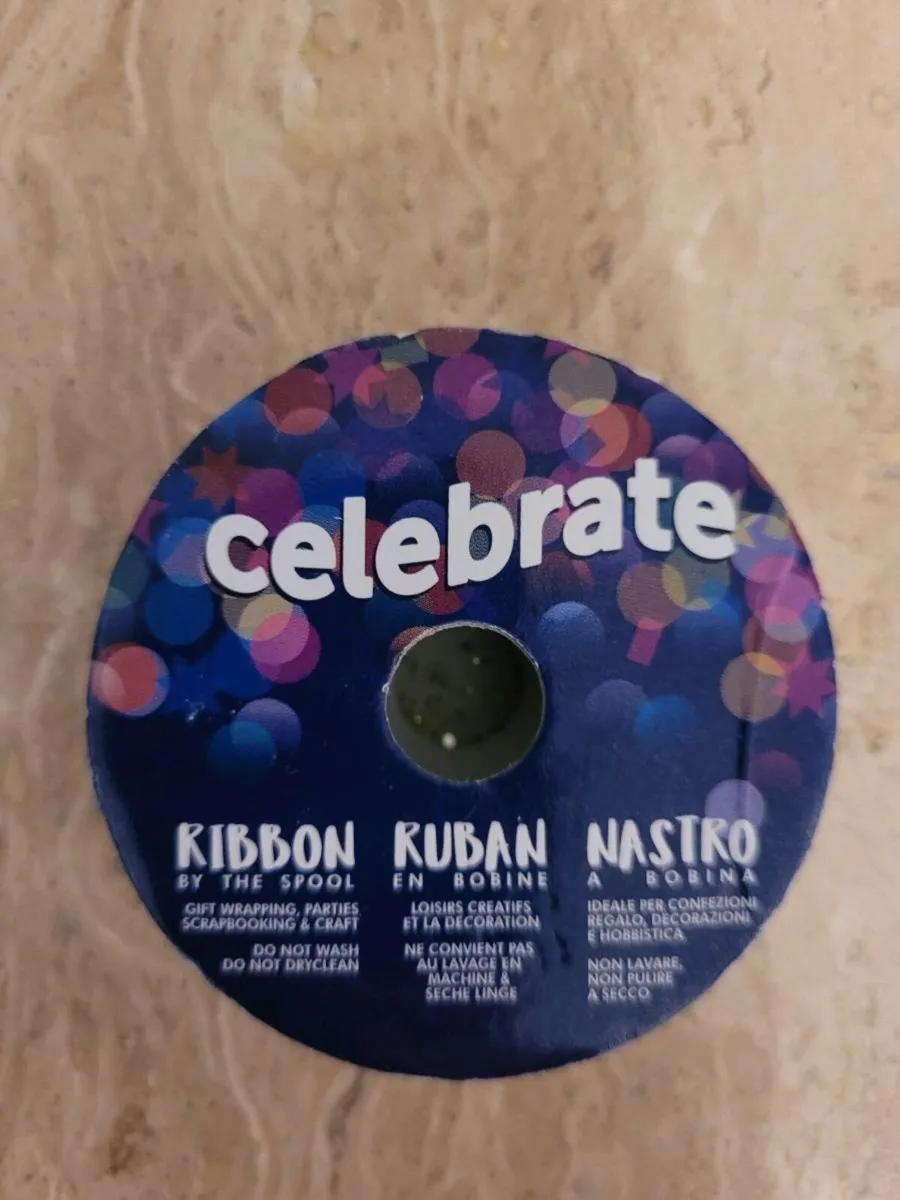 celebrate
RIBBON
BY THE SPOOL
GIFT WRAPPING, PARTIES
SCRAPBOOKING & CRAFT
DO NOT WASH
DO NOT DRYCLEAN
RUBAN
EN BOBINE
LOISIRS CREATIFS
ET LA DECORATION
NE CONVIENT PAS
AU LAVAGE EN
MACHINE &
SECHE LINGE
NASTRO
A BOBINA
IDEALE PER CONFEZIONI
REGALO, DECORAZIONI
E HOBBISTICA
NON LAVARE,
NON PULIRE
A SECCO